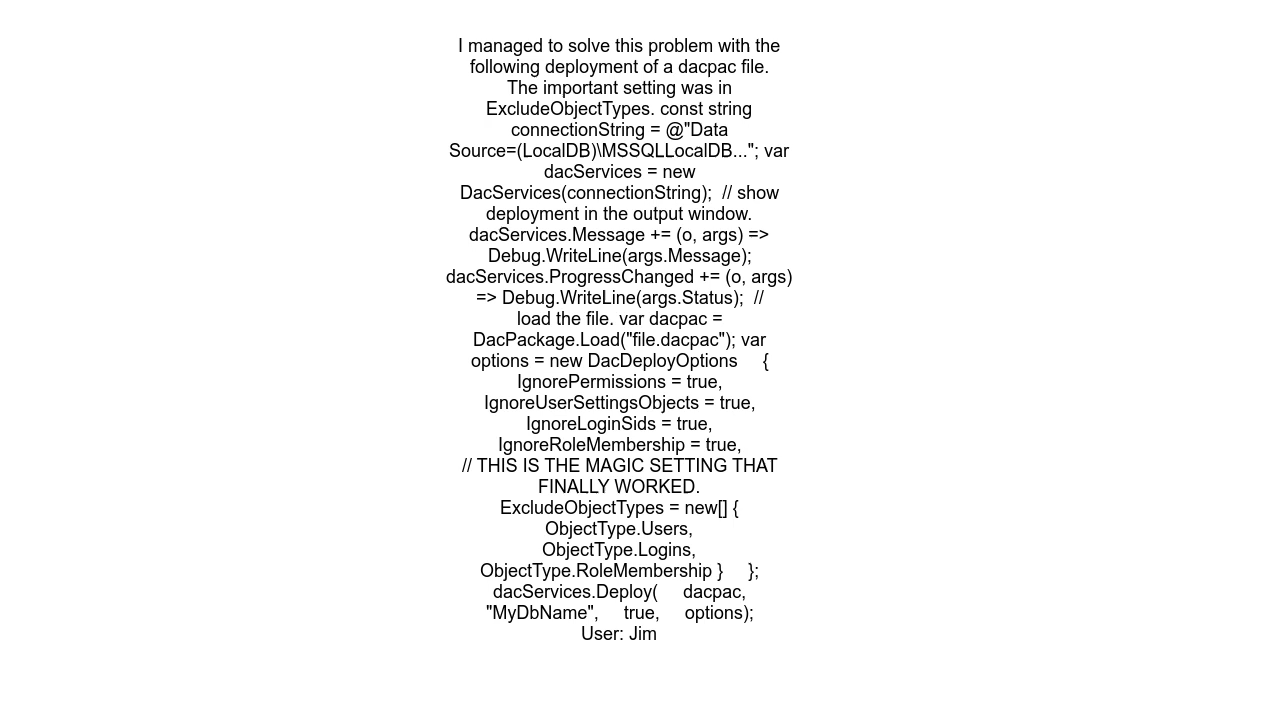 I managed to solve this problem with the
following deployment of a dacpac file.
The important setting was in
ExcludeObjectTypes. const string
connectionString = @"Data
Source=(LocalDB)\MSSQLLocalDB..."; var
dacServices = new
DacServices(connectionString);  // show
deployment in the output window.
dacServices.Message += (o, args) =>
Debug.WriteLine(args.Message);
dacServices.ProgressChanged += (o, args)
=> Debug.WriteLine(args.Status);  //
load the file. var dacpac =
DacPackage.Load("file.dacpac"); var
options = new DacDeployOptions     {
IgnorePermissions = true,
IgnoreUserSettingsObjects = true,
IgnoreLoginSids = true,
IgnoreRoleMembership = true,
// THIS IS THE MAGIC SETTING THAT
FINALLY WORKED.
ExcludeObjectTypes = new[] {
ObjectType.Users,
ObjectType.Logins,
ObjectType.RoleMembership }     };
dacServices.Deploy(     dacpac,
"MyDbName",     true,     options);
User: Jim